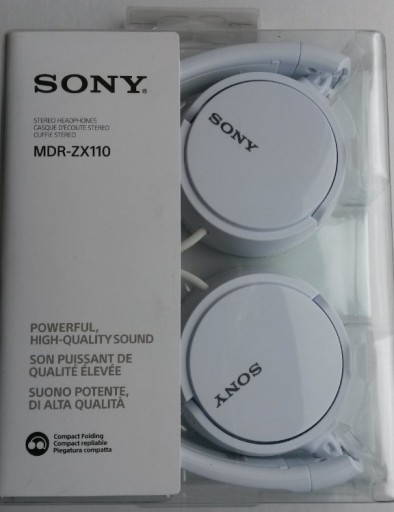 SONY
STEREO HEADPHONES
CASQUE D'ÉCOUTE STEREO
CUFFIE STEREO
MDR-ZX110
POWERFUL,
HIGH-QUALITY SOUND
SON PUISSANT DE
QUALITÉ ÉLEVÉE
SUONO POTENTE,
DI ALTA QUALITÀ
Compact Folding
Compact repliable
Piegatura compatta
SONY
SONY